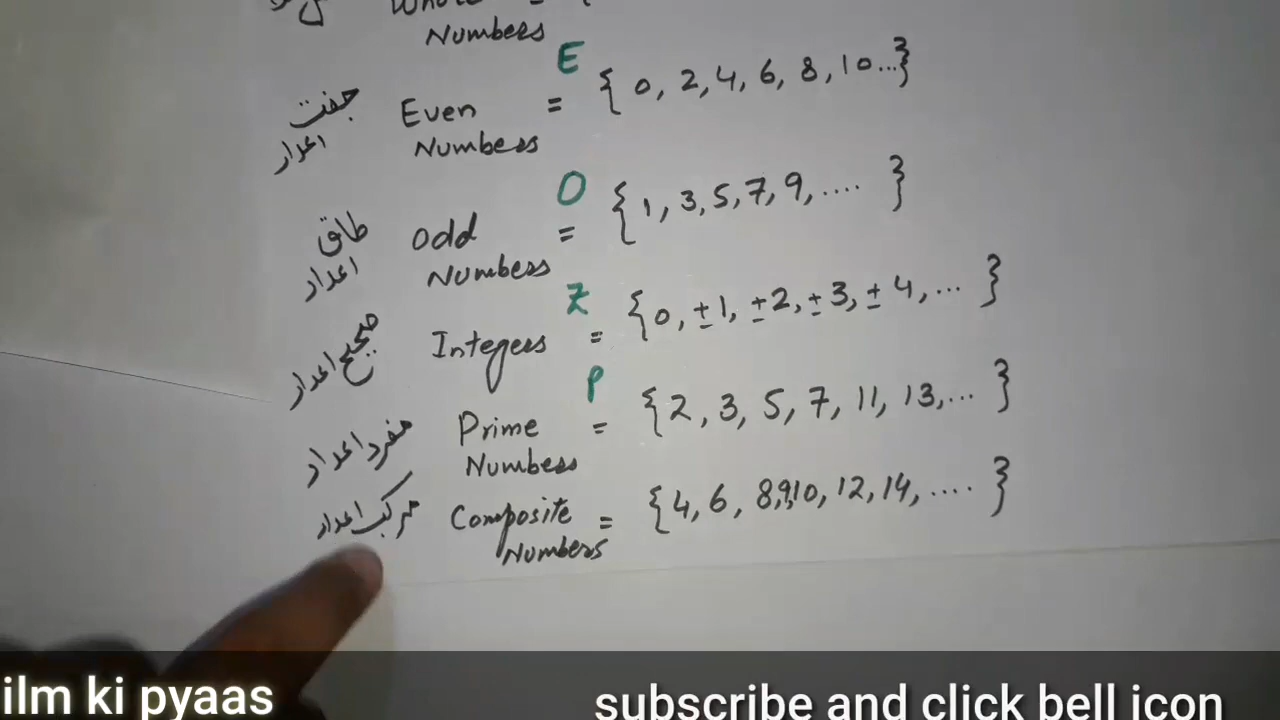 Whole
Numbers
E
جفت Even = { 0, 2, 4, 6, 8, 10...}
اعداد Numbers
O
طاق Odd = { 1, 3, 5, 7, 9, .... }
اعداد Numbers
Z
صحیح اعداد Integers = { 0, ±1, ±2, ±3, ±4, ... }
P
مفرد اعداد Prime = { 2, 3, 5, 7, 11, 13,... }
Numbers
مرکب اعداد Composite = { 4, 6, 8,9,10, 12, 14, .... }
Numbers
ilm ki pyaas subscribe and click bell icon